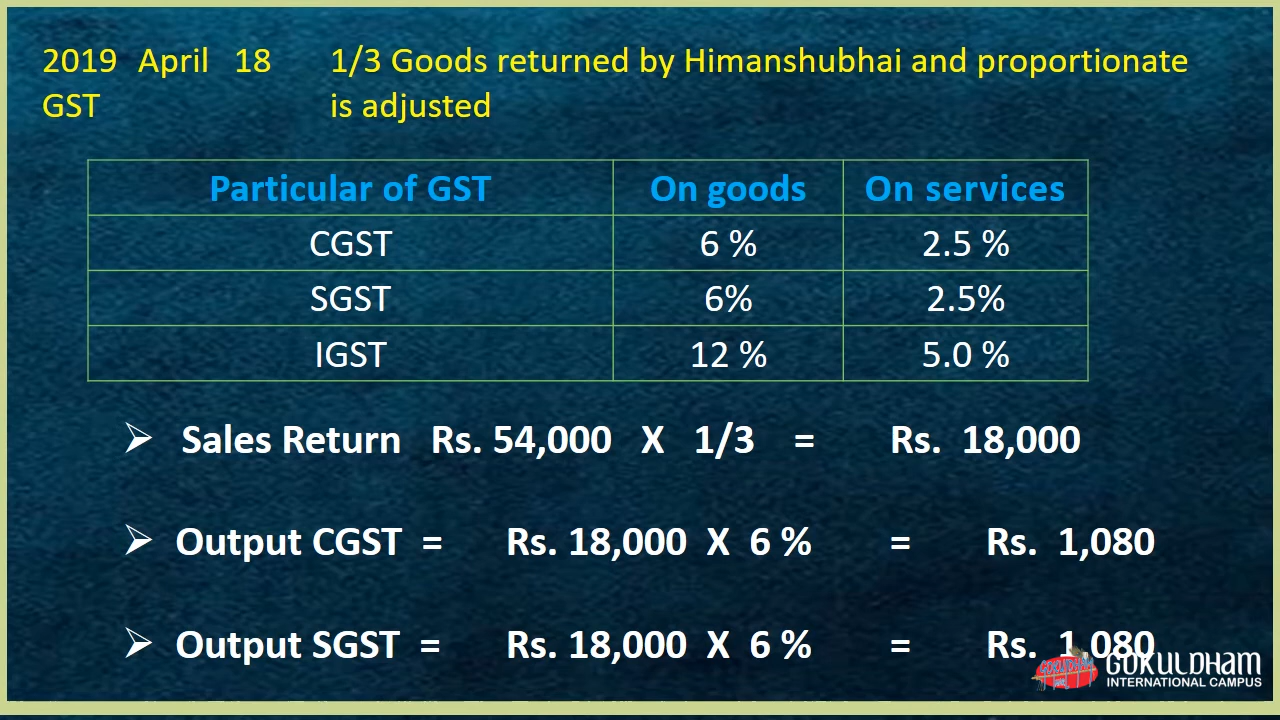 2019 April 18 1/3 Goods returned by Himanshubhai and proportionate
GST is adjusted
Particular of GST On goods On services
CGST 6 % 2.5 %
SGST 6% 2.5%
IGST 12 % 5.0 %
➢ Sales Return Rs. 54,000 X 1/3 = Rs. 18,000
➢ Output CGST = Rs. 18,000 X 6 % = Rs. 1,080
➢ Output SGST = Rs. 18,000 X 6 % = Rs. 1,080
GOKULDHAM
INTERNATIONAL CAMPUS